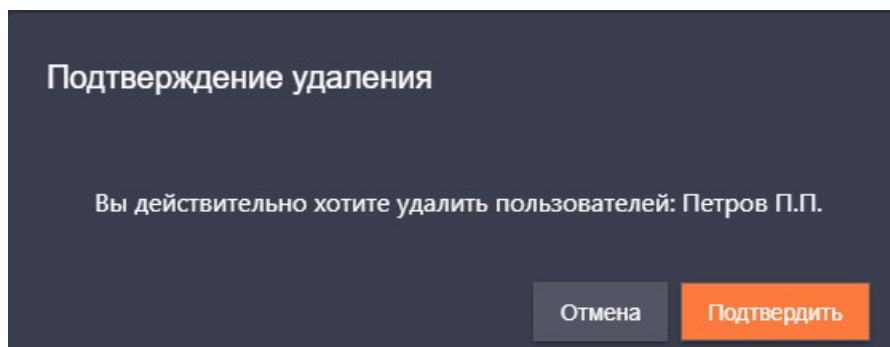 Подтверждение удаления
Вы действительно хотите удалить пользователей: Петров П.П.
Отмена
Подтвердить